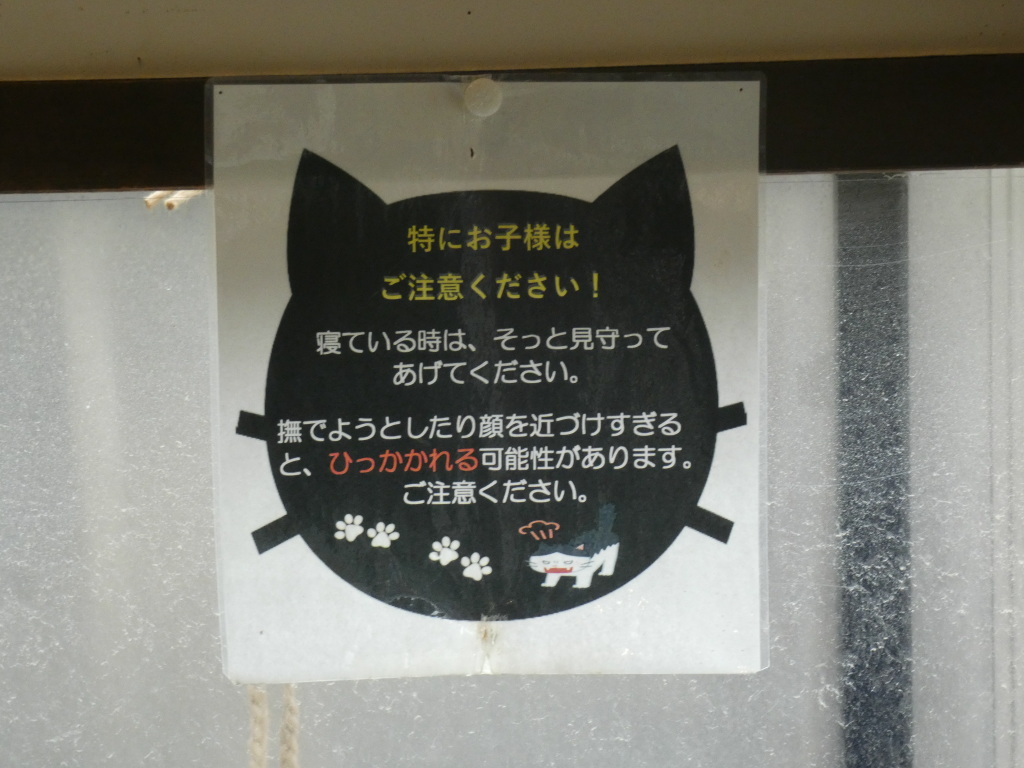 特にお子様は
ご注意ください！
寝ている時は、そっと見守って
あげてください。
撫でようとしたり顔を近づけすぎる
と、ひっかかれる可能性があります。
ご注意ください。